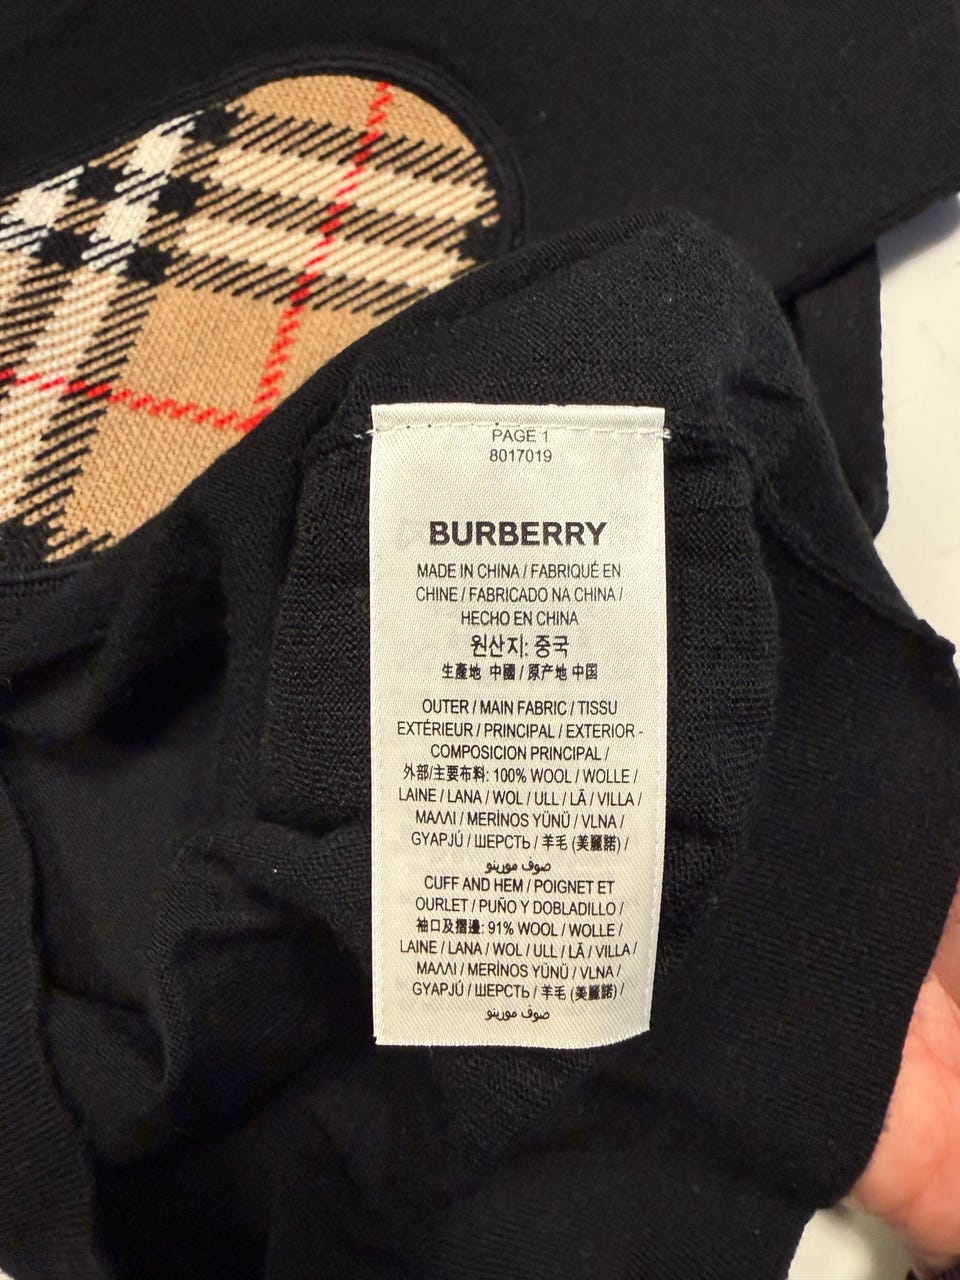 PAGE 1
8017019
BURBERRY
MADE IN CHINA / FABRIQUÉ EN
CHINE / FABRICADO NA CHINA /
HECHO EN CHINA
원산지: 중국
生產地 中國 / 原产地 中国
OUTER / MAIN FABRIC / TISSU
EXTÉRIEUR / PRINCIPAL / EXTERIOR -
COMPOSICION PRINCIPAL /
外部/主要布料: 100% WOOL / WOLLE /
LAINE / LANA / WOL / ULL / LÃ / VILLA /
ΜΑΛΛΙ / MERİNOS YÜNÜ / VLNA /
GYAPJÚ / ШЕРСТЬ / 羊毛 (美麗諾) /
صوف مورينو
CUFF AND HEM / POIGNET ET
OURLET / PUÑO Y DOBLADILLO /
袖口及摺邊: 91% WOOL / WOLLE /
LAINE / LANA / WOL / ULL / LÃ / VILLA /
ΜΑΛΛΙ / MERİNOS YÜNÜ / VLNA /
GYAPJÚ / ШЕРСТЬ / 羊毛 (美麗諾) /
صوف مورينو